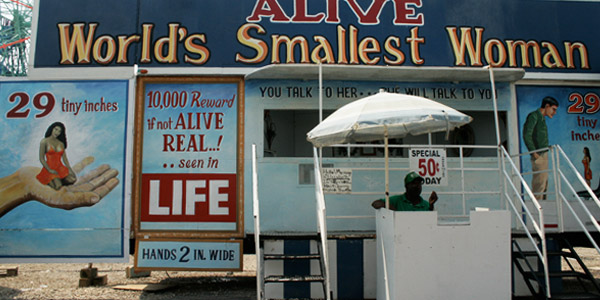 ALIVE
World's Smallest Woman
29 tiny inches
10,000 Reward
if not ALIVE
REAL...!
..seen in
LIFE
HANDS 2 IN. WIDE
YOU TALK TO HER
WILL TALK TO YOU
SPECIAL
50¢
TODAY
29
tiny
inches
ALIVE